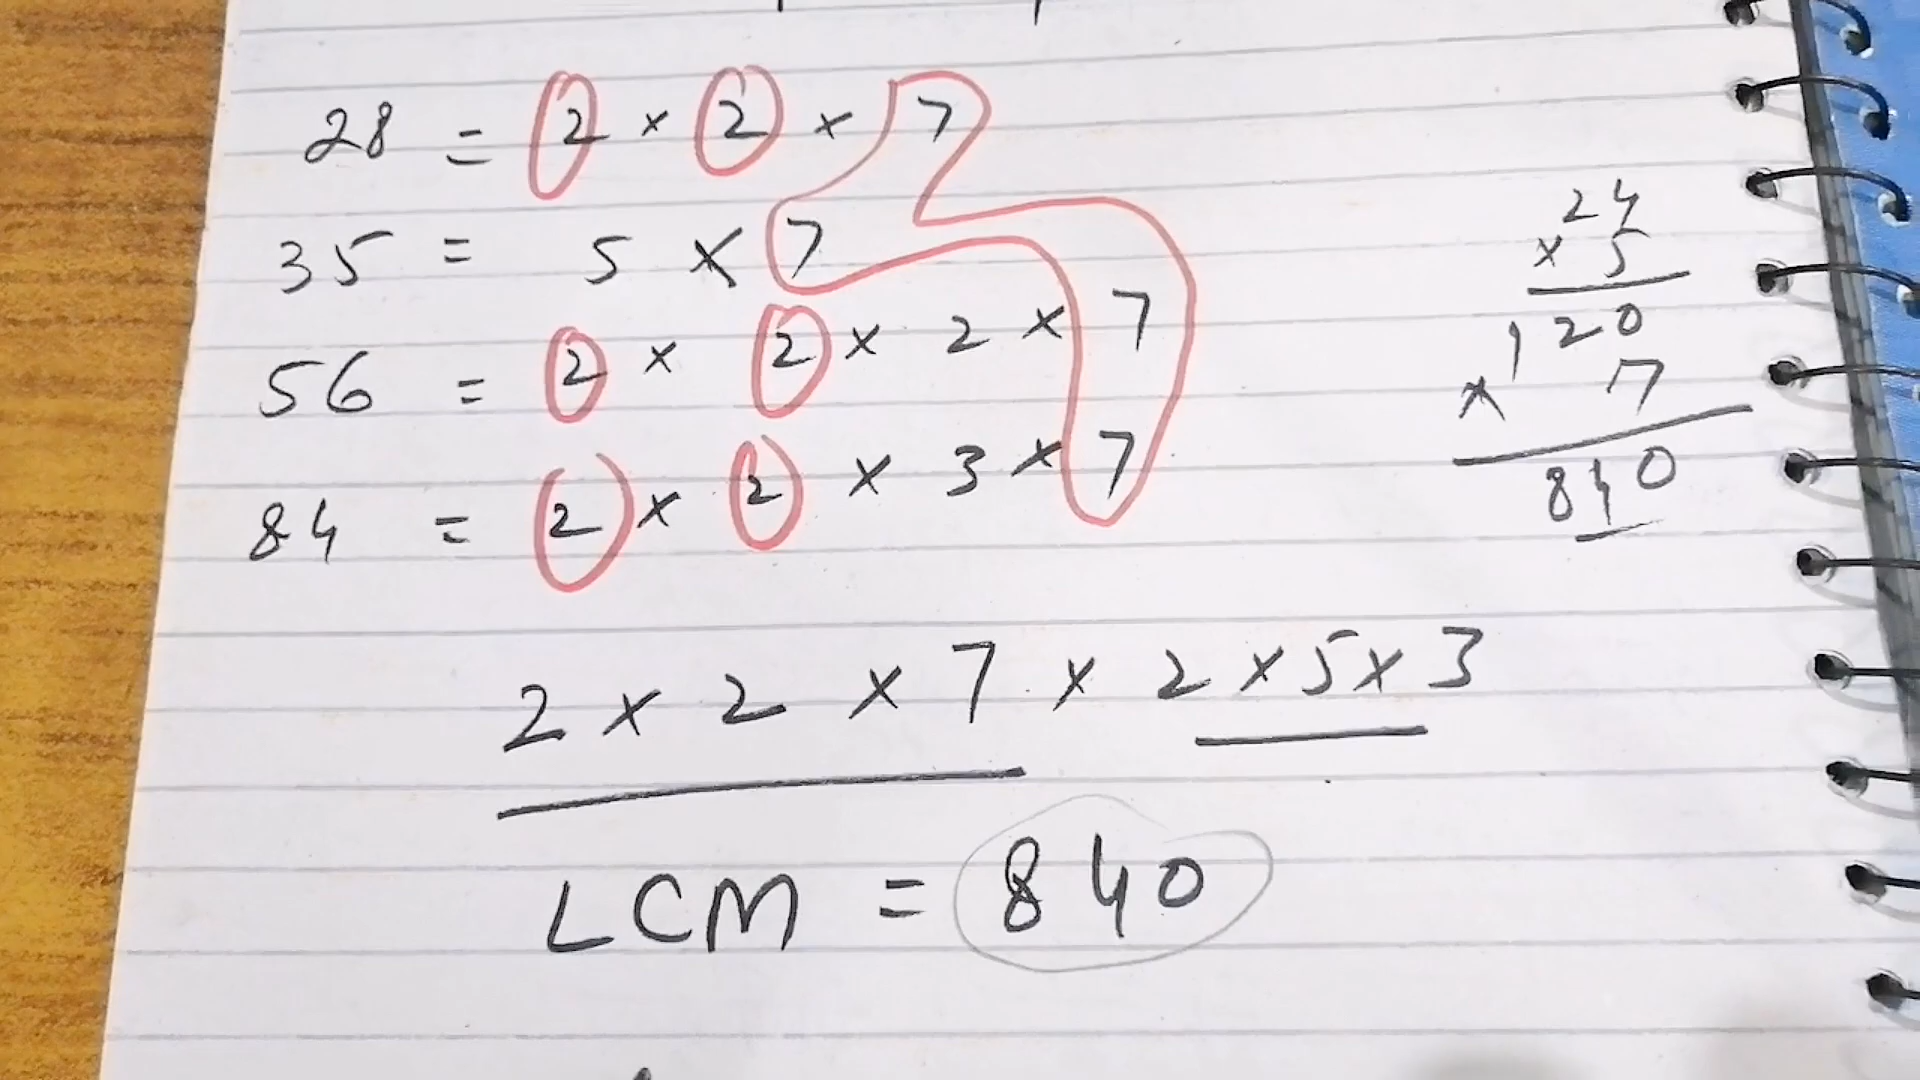 28 = 2 × 2 × 7
35 = 5 × 7
56 = 2 × 2 × 2 × 7
84 = 2 × 2 × 3 × 7
24
× 5
120
× 7
840
2 × 2 × 7 × 2 × 5 × 3
LCM = 840